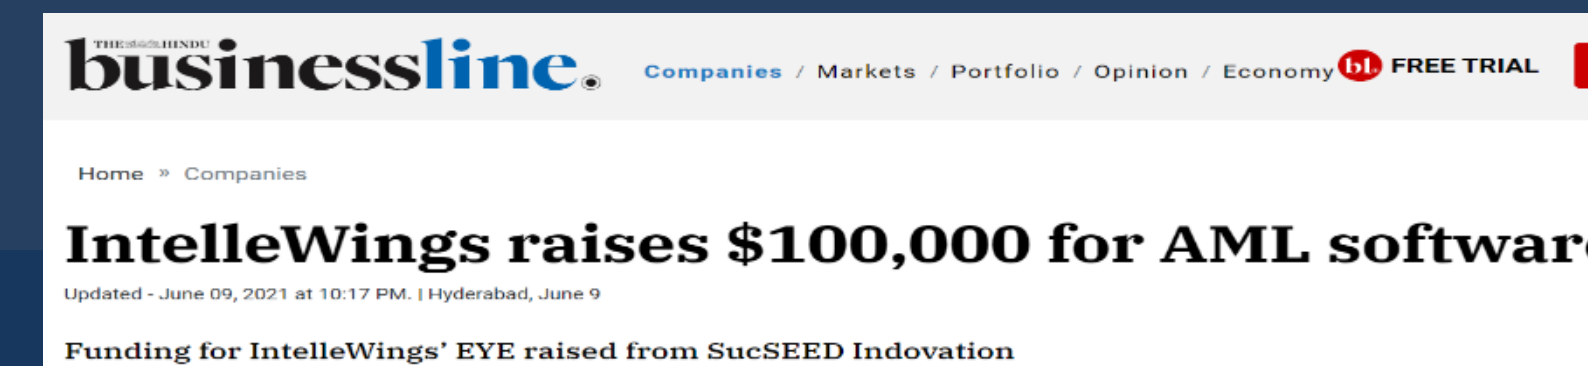 THE HINDU
businessline.
Companies / Markets / Portfolio / Opinion / Economy bl. FREE TRIAL
Home » Companies
IntelleWings raises $100,000 for AML software
Updated - June 09, 2021 at 10:17 PM. | Hyderabad, June 9
Funding for IntelleWings’ EYE raised from SucSEED Indovation